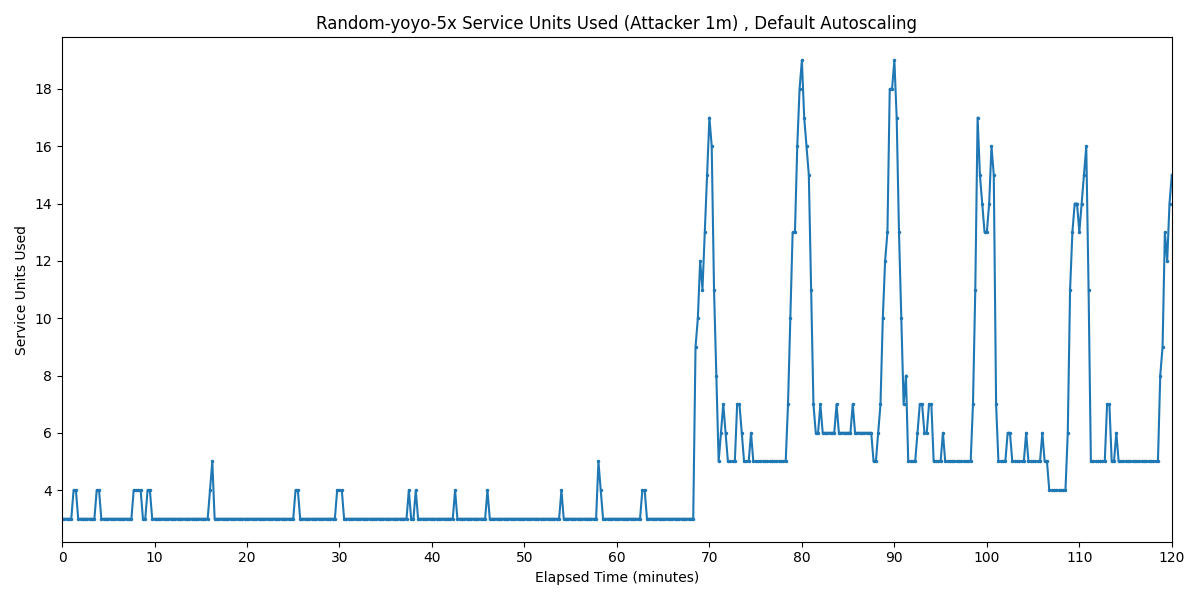 Random-yoyo-5x Service Units Used (Attacker 1m) , Default Autoscaling
Service Units Used
18
16
14
12
10
8
6
4
0 10 20 30 40 50 60 70 80 90 100 110 120
Elapsed Time (minutes)